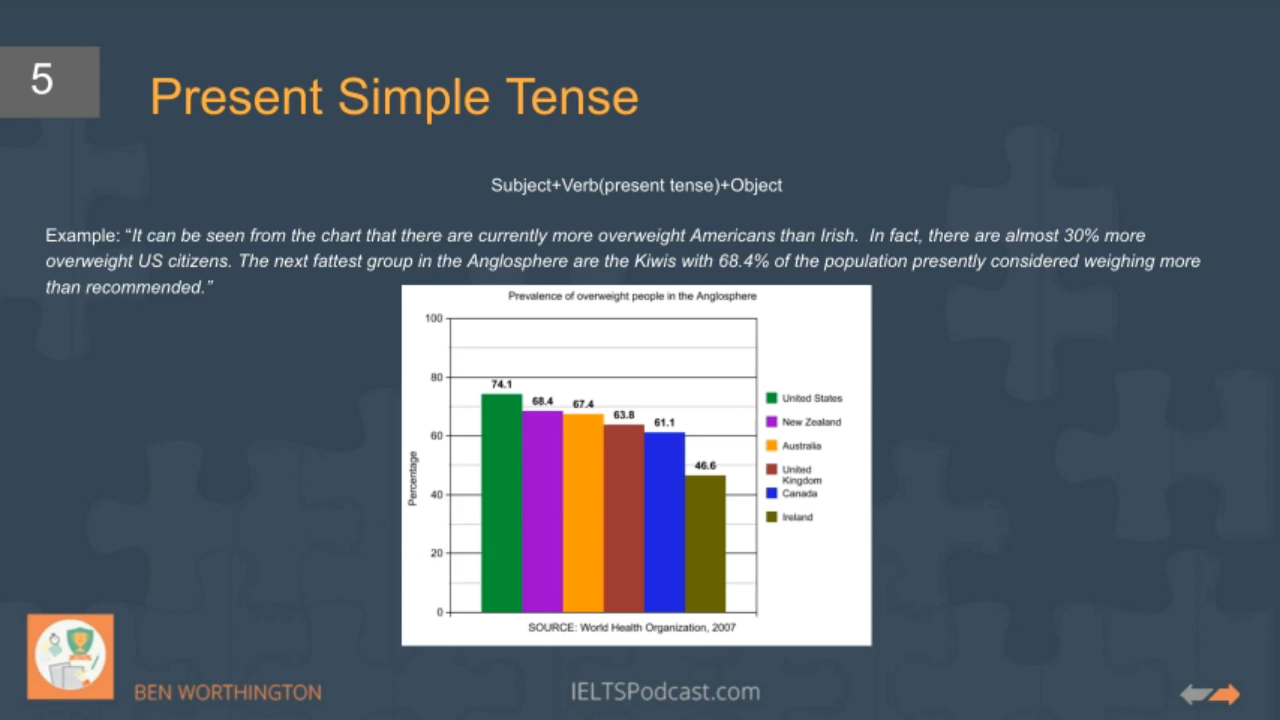 5
Present Simple Tense
Subject+Verb(present tense)+Object
Example: “It can be seen from the chart that there are currently more overweight Americans than Irish.  In fact, there are almost 30% more
overweight US citizens. The next fattest group in the Anglosphere are the Kiwis with 68.4% of the population presently considered weighing more
than recommended.”
Prevalence of overweight people in the Anglosphere
100
80
60
40
20
0
Percentage
74.1
68.4
67.4
63.8
61.1
46.6
United States
New Zealand
Australia
United
Kingdom
Canada
Ireland
SOURCE: World Health Organization, 2007
BEN WORTHINGTON
IELTSPodcast.com